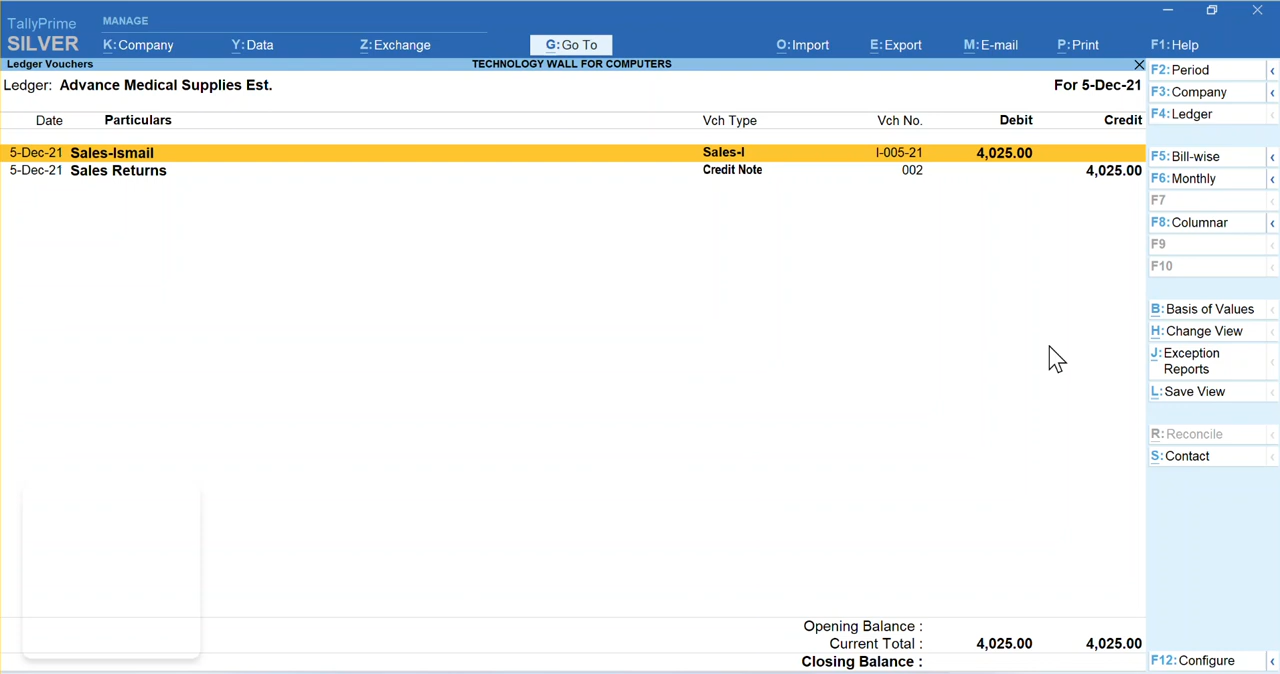 TallyPrime MANAGE
SILVER K:Company Y:Data Z:Exchange G:Go To O:Import E:Export M:E-mail P:Print F1:Help
Ledger Vouchers TECHNOLOGY WALL FOR COMPUTERS
Ledger: Advance Medical Supplies Est. For 5-Dec-21
Date Particulars Vch Type Vch No. Debit Credit
5-Dec-21 Sales-Ismail Sales-I I-005-21 4,025.00
5-Dec-21 Sales Returns Credit Note 002 4,025.00
Opening Balance :
Current Total : 4,025.00 4,025.00
Closing Balance :
F2:Period
F3:Company
F4:Ledger
F5:Bill-wise
F6:Monthly
F7
F8:Columnar
F9
F10
B:Basis of Values
H:Change View
J:Exception
Reports
L:Save View
R:Reconcile
S:Contact
F12:Configure